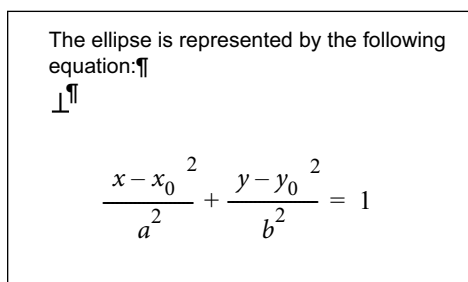 The ellipse is represented by the following
equation:¶
⊥¶
x – x₀ ² / a² + y – y₀ ² / b² = 1